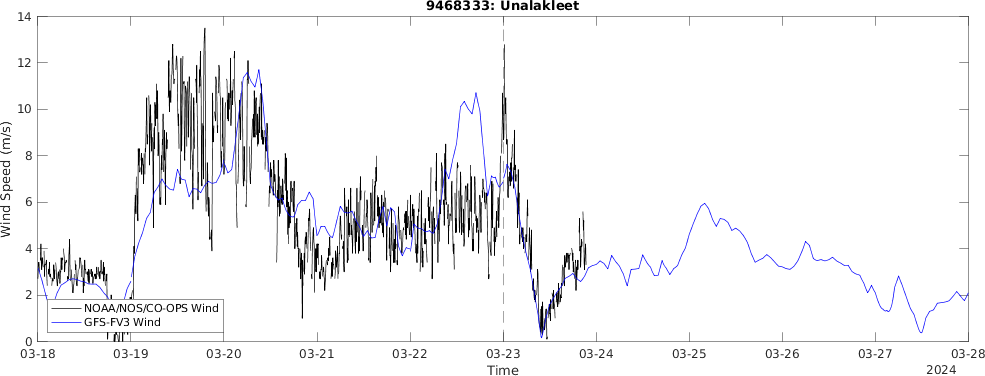 9468333: Unalakleet
Wind Speed (m/s)
14
12
10
8
6
4
2
0
NOAA/NOS/CO-OPS Wind
GFS-FV3 Wind
03-18 03-19 03-20 03-21 03-22 03-23 03-24 03-25 03-26 03-27 03-28
Time
2024